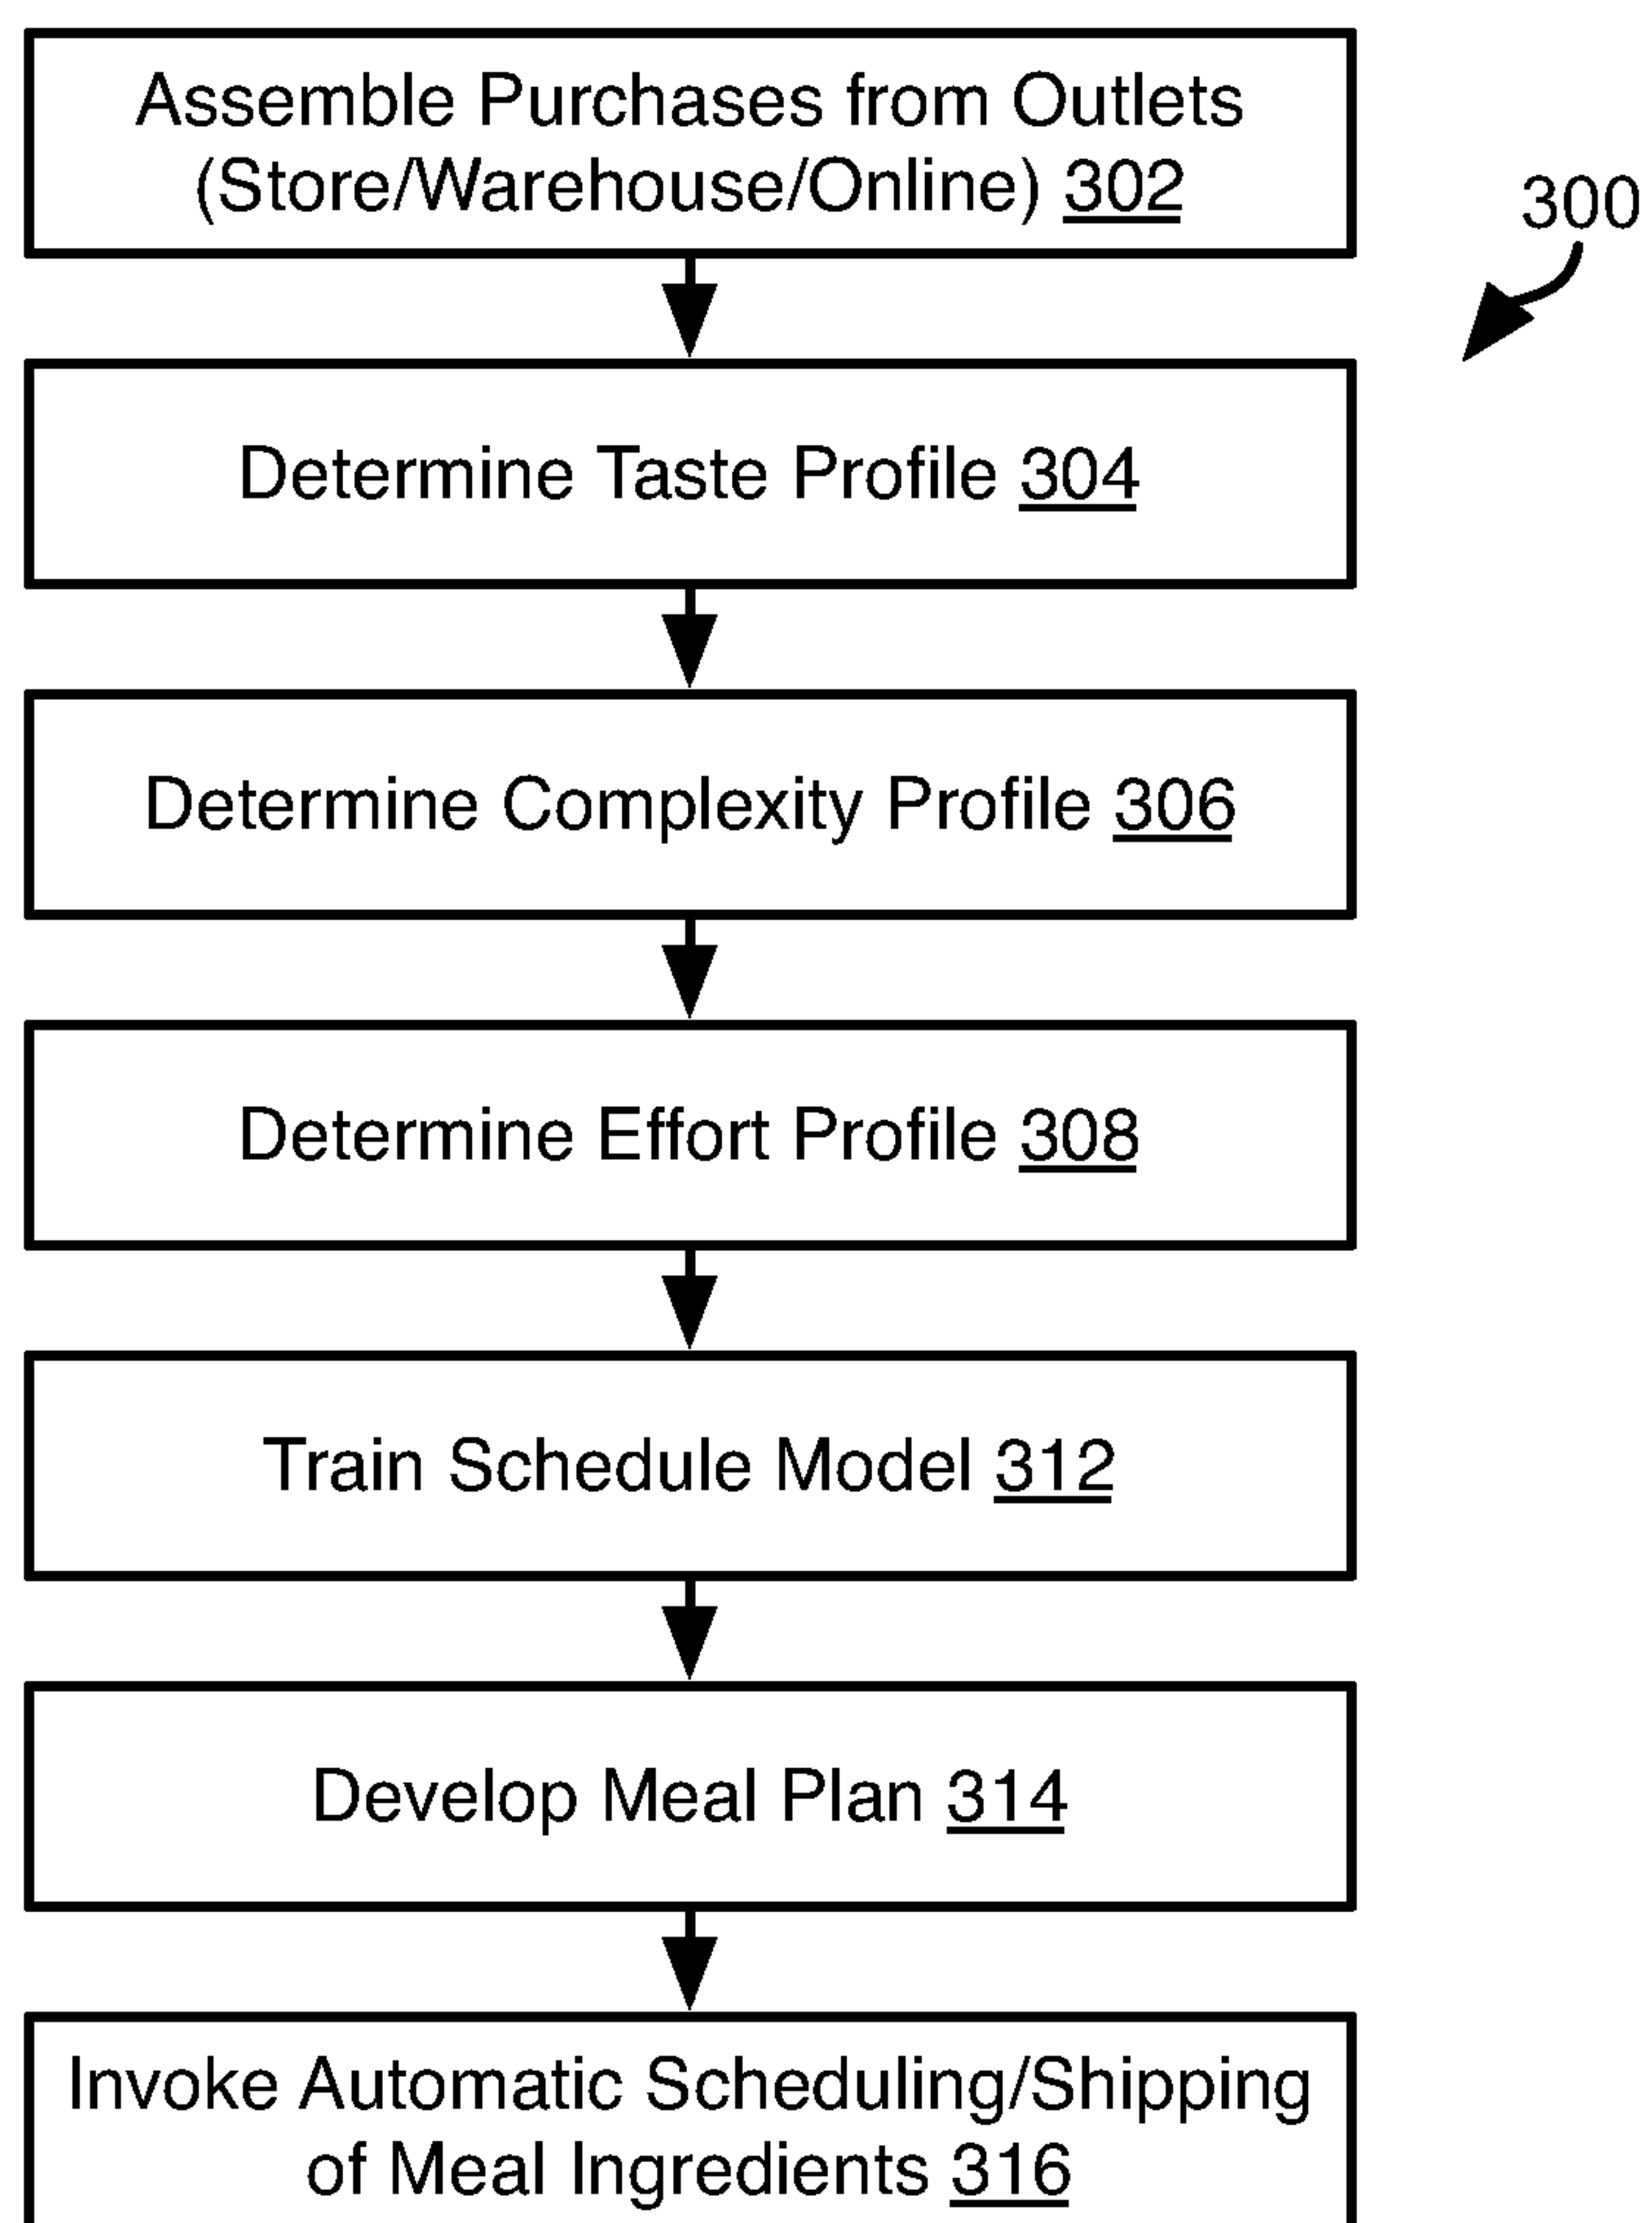 Assemble Purchases from Outlets
(Store/Warehouse/Online) 302
300
Determine Taste Profile 304
Determine Complexity Profile 306
Determine Effort Profile 308
Train Schedule Model 312
Develop Meal Plan 314
Invoke Automatic Scheduling/Shipping
of Meal Ingredients 316